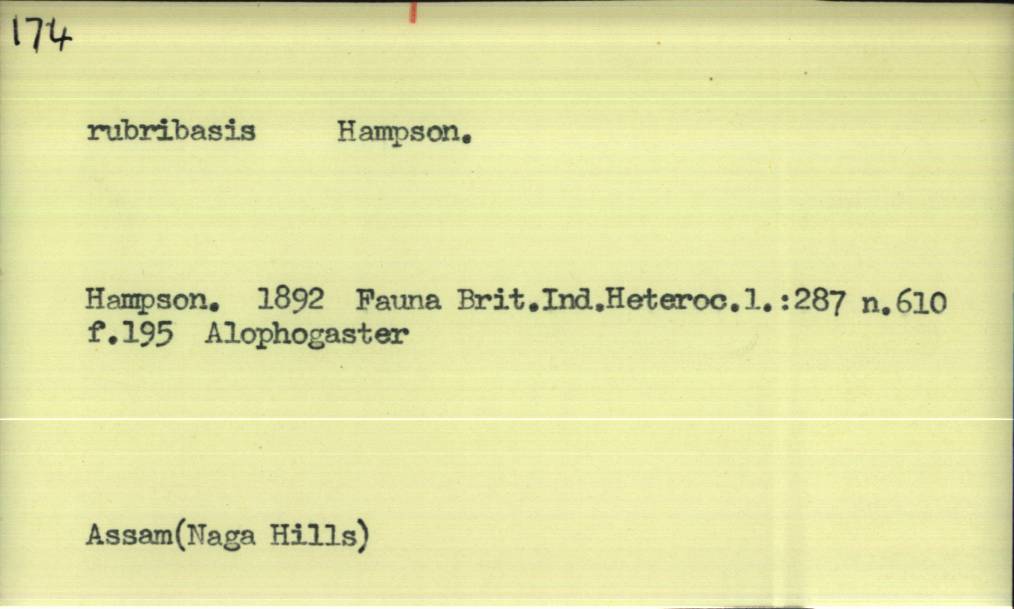 174
rubribasis Hampson.
Hampson. 1892 Fauna Brit.Ind.Heteroc.1.:287 n.610
f.195 Alophogaster
Assam(Naga Hills)